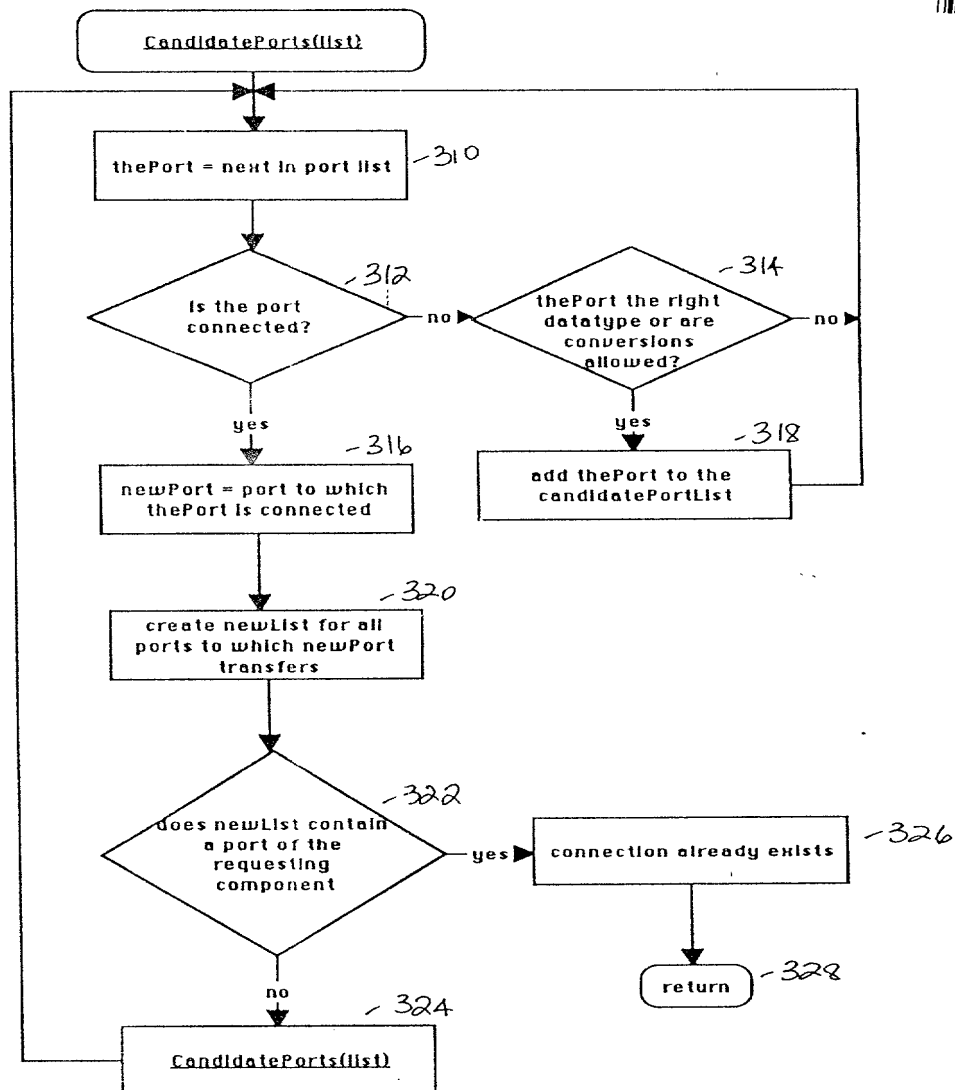 CandidatePorts(list)
thePort = next in port list
-310
is the port
connected?
-312
no
thePort the right
datatype or are
conversions
allowed?
-314
no
yes
yes
newPort = port to which
thePort is connected
-316
add thePort to the
candidatePortList
-318
create newList for all
ports to which newPort
transfers
-320
does newList contain
a port of the
requesting
component
-322
yes
connection already exists
-326
return
-328
no
CandidatePorts(list)
-324